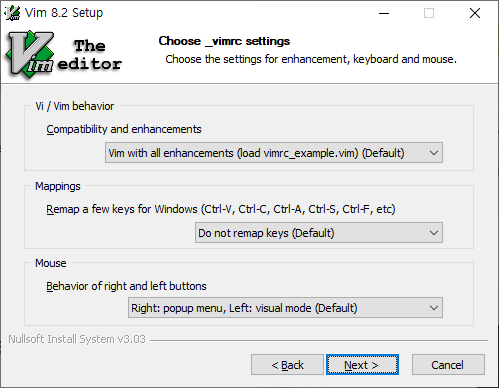 Vim 8.2 Setup
Vim The editor
Choose _vimrc settings
Choose the settings for enhancement, keyboard and mouse.
Vi / Vim behavior
Compatibility and enhancements
Vim with all enhancements (load vimrc_example.vim) (Default)
Mappings
Remap a few keys for Windows (Ctrl-V, Ctrl-C, Ctrl-A, Ctrl-S, Ctrl-F, etc)
Do not remap keys (Default)
Mouse
Behavior of right and left buttons
Right: popup menu, Left: visual mode (Default)
Nullsoft Install System v3.03
< Back Next > Cancel